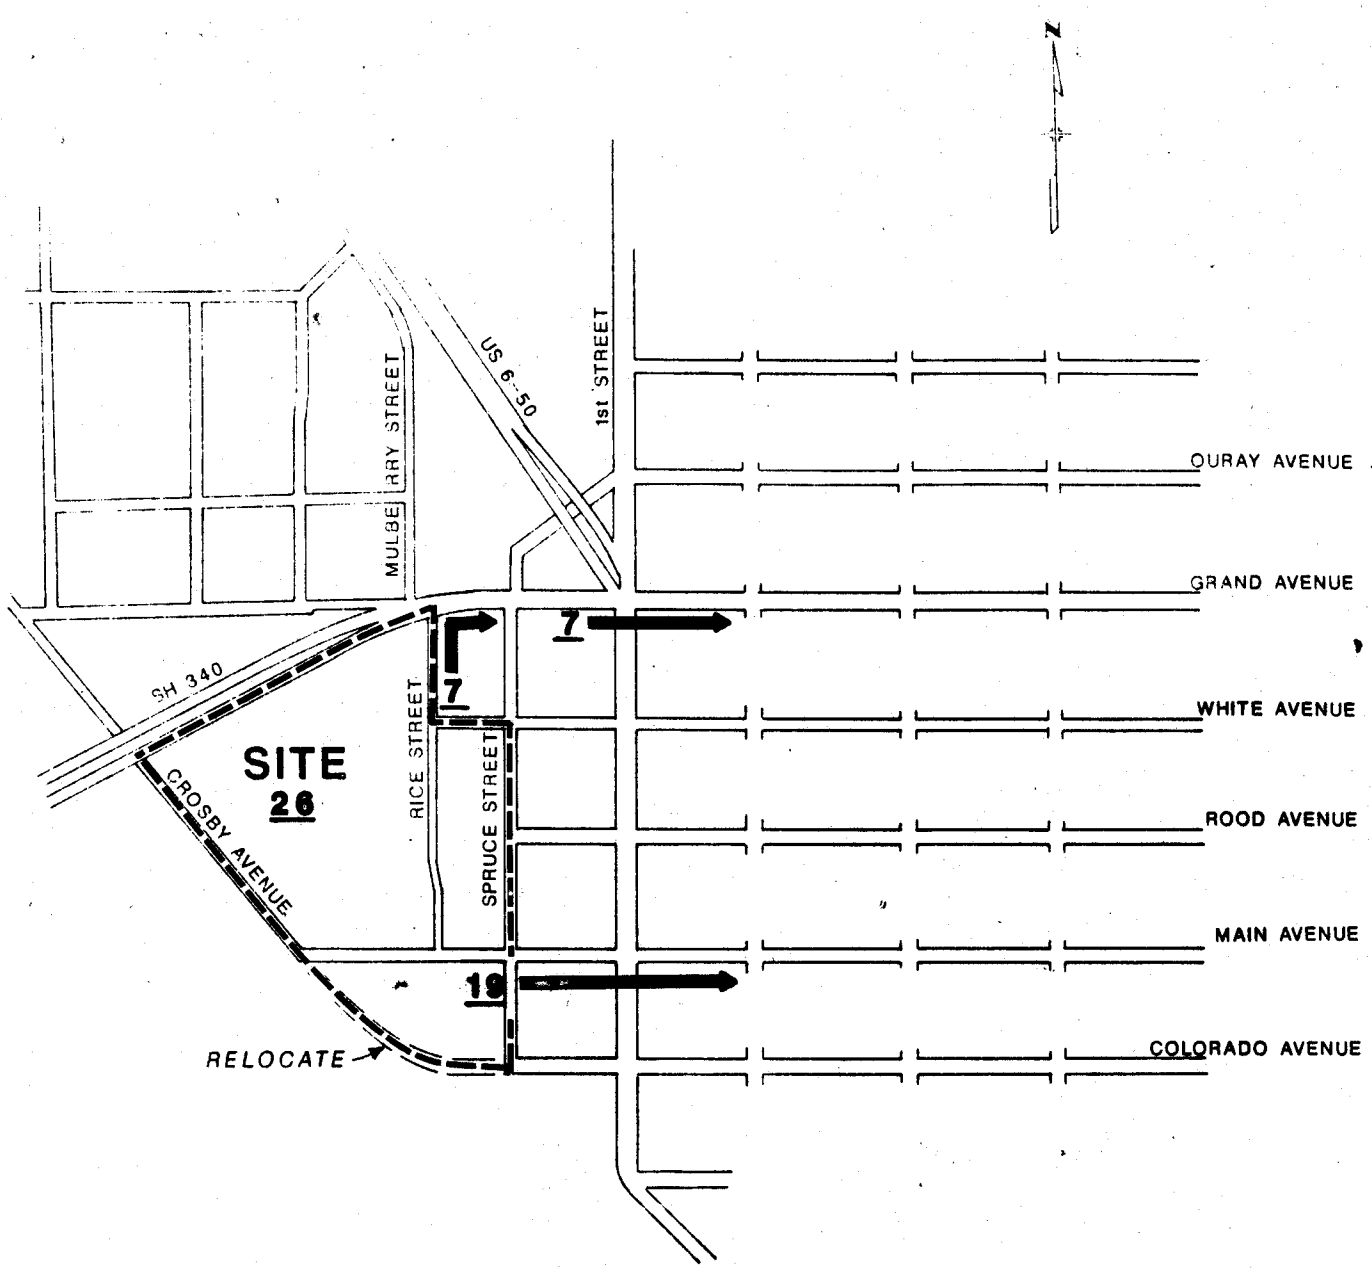 N
US 6-50
1st STREET
MULBERRY STREET
OURAY AVENUE
GRAND AVENUE
7
7
SH 340
RICE STREET
WHITE AVENUE
SITE
26
CROSBY AVENUE
SPRUCE STREET
ROOD AVENUE
MAIN AVENUE
19
RELOCATE
COLORADO AVENUE